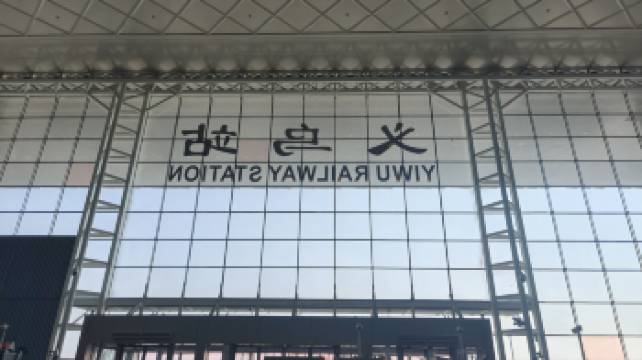 义乌站
YIWU RAILWAY STATION